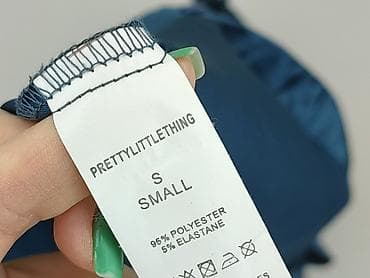 PRETTYLITTLETHING
S
SMALL
95% POLYESTER
5% ELASTANE